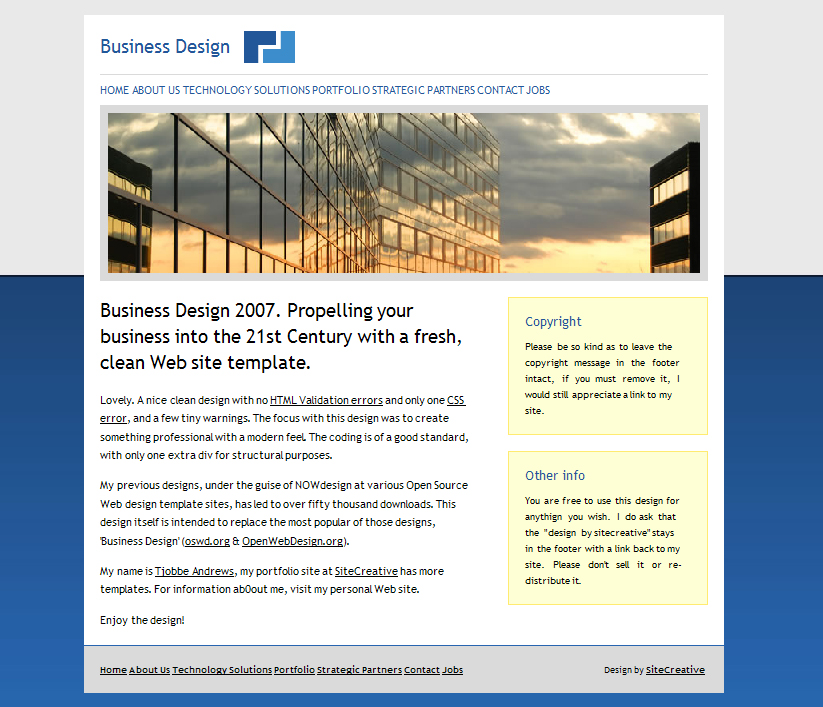 Business Design
HOME ABOUT US TECHNOLOGY SOLUTIONS PORTFOLIO STRATEGIC PARTNERS CONTACT JOBS
Business Design 2007. Propelling your
business into the 21st Century with a fresh,
clean Web site template.
Lovely. A nice clean design with no HTML Validation errors and only one CSS
error, and a few tiny warnings. The focus with this design was to create
something professional with a modern feel. The coding is of a good standard,
with only one extra div for structural purposes.
My previous designs, under the guise of NOWdesign at various Open Source
Web design template sites, has led to over fifty thousand downloads. This
design itself is intended to replace the most popular of those designs,
'Business Design' (oswd.org & OpenWebDesign.org).
My name is Tjobbe Andrews, my portfolio site at SiteCreative has more
templates. For information ab0out me, visit my personal Web site.
Enjoy the design!
Copyright
Please be so kind as to leave the
copyright message in the footer
intact, if you must remove it, I
would still appreciate a link to my
site.
Other info
You are free to use this design for
anythign you wish. I do ask that
the "design by sitecreative" stays
in the footer with a link back to my
site. Please don't sell it or re-
distribute it.
Home About Us Technology Solutions Portfolio Strategic Partners Contact Jobs
Design by SiteCreative